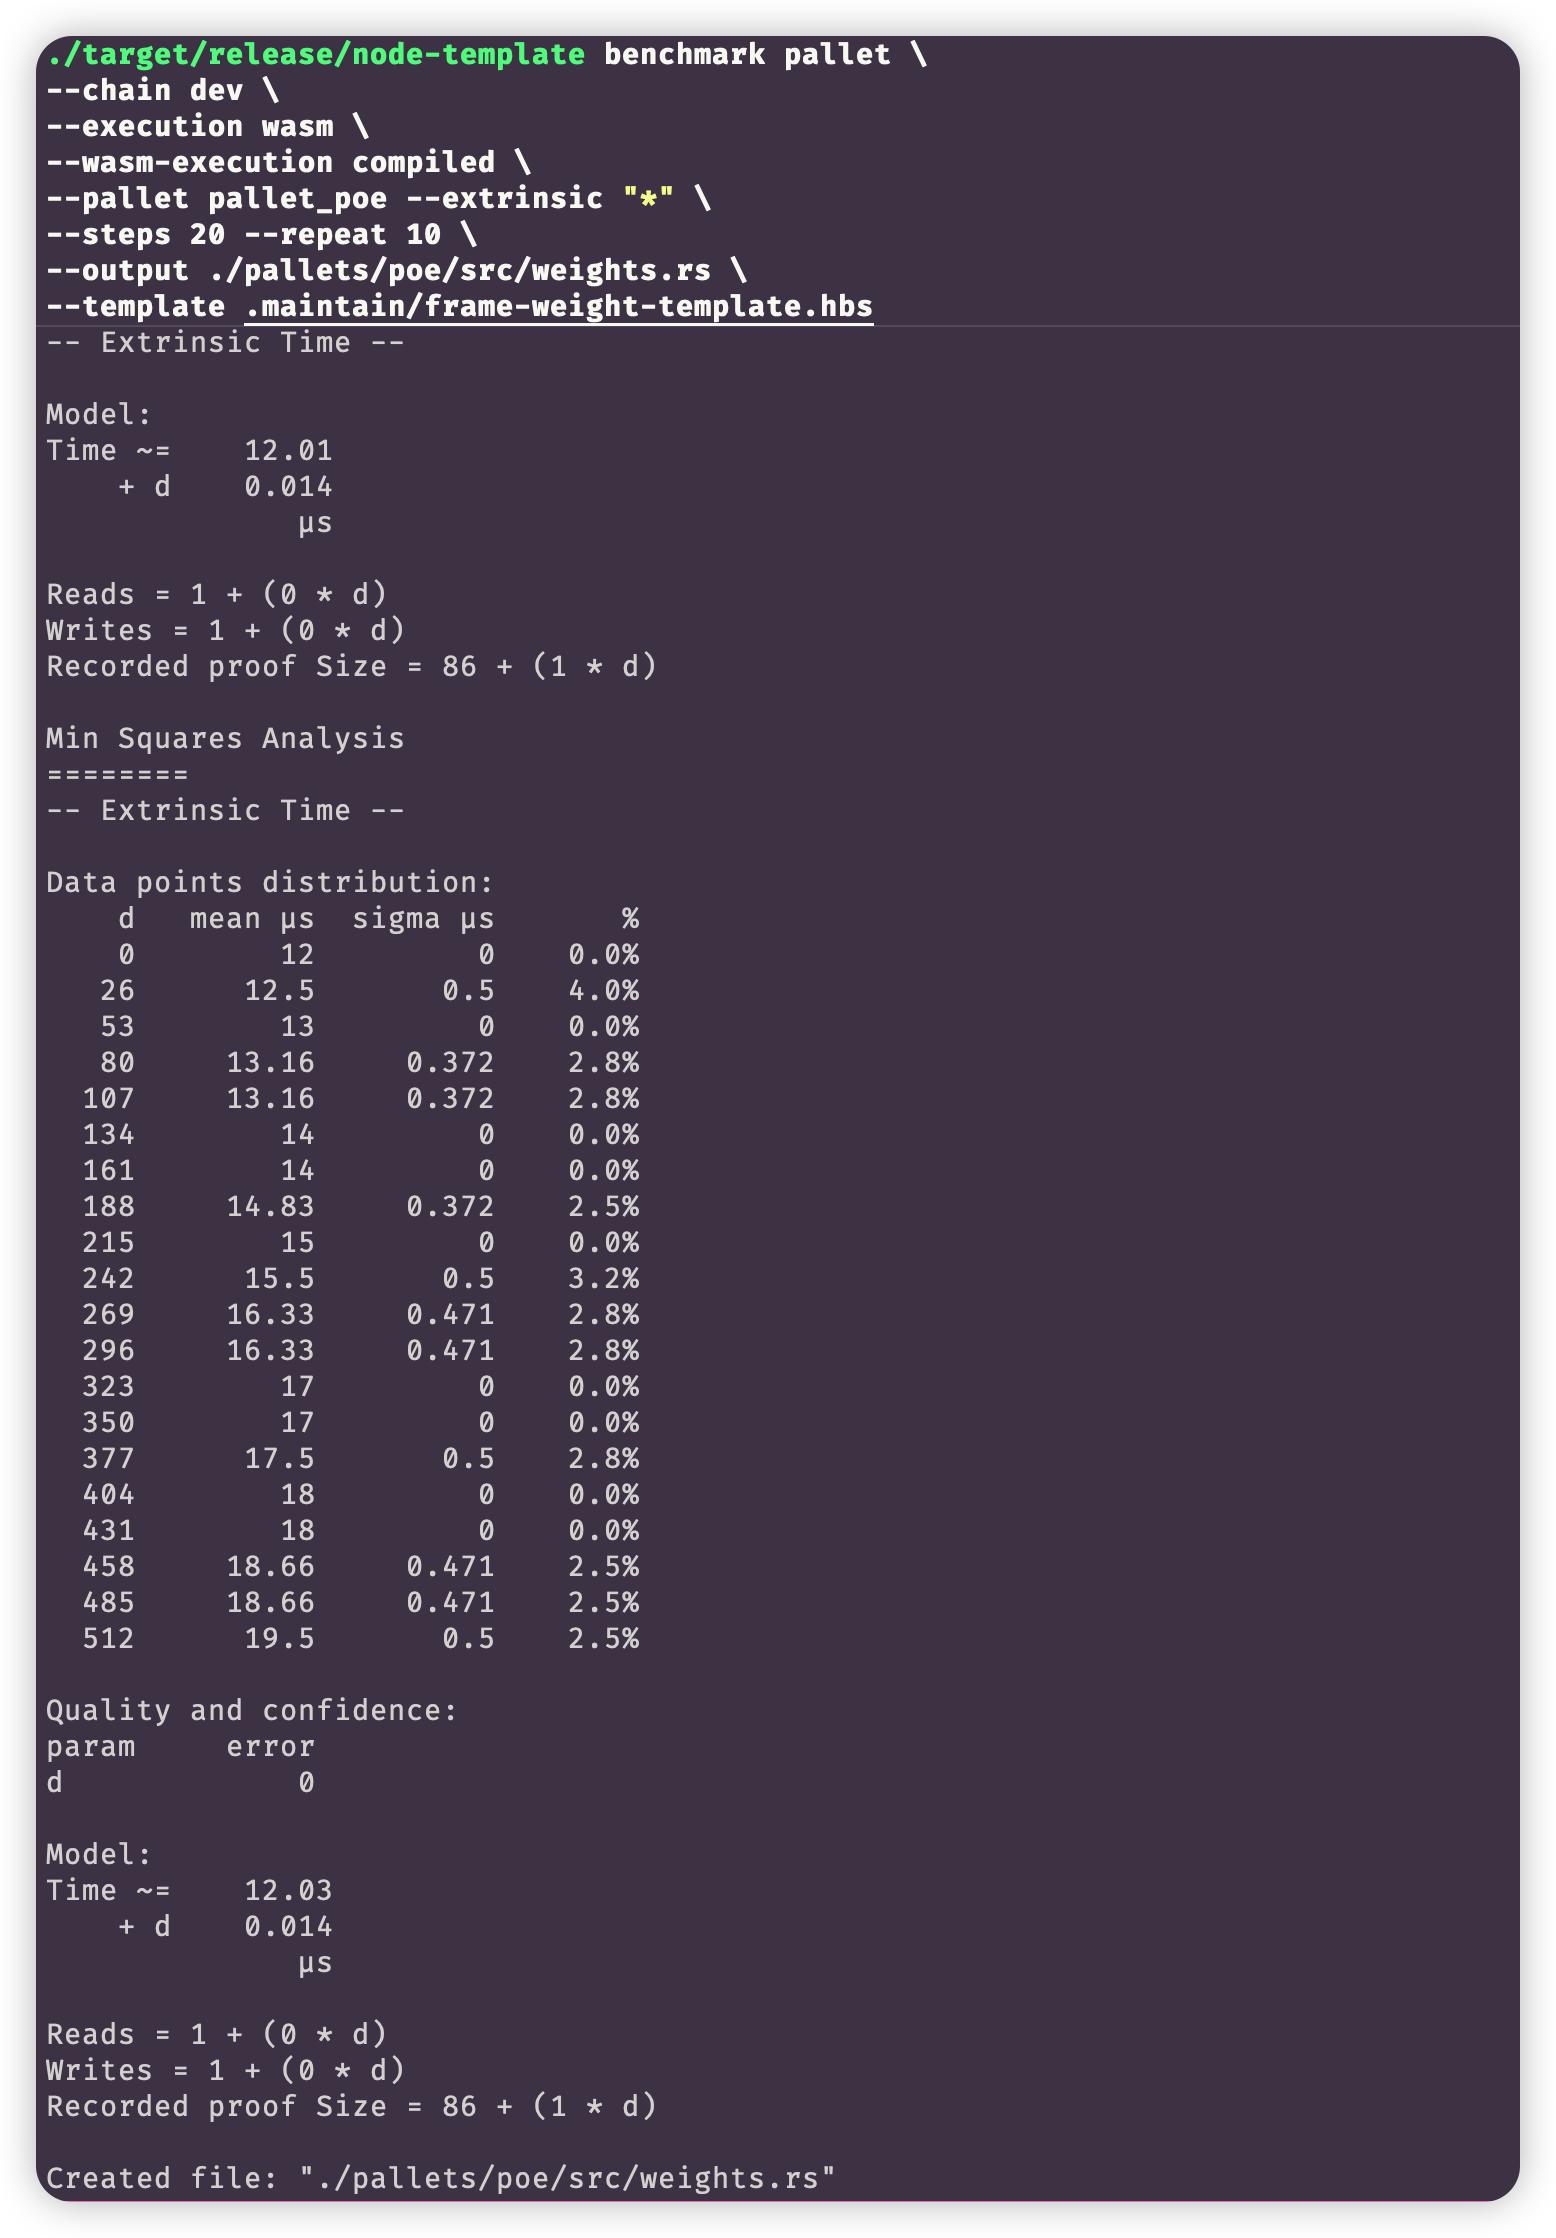 ./target/release/node-template benchmark pallet \
--chain dev \
--execution wasm \
--wasm-execution compiled \
--pallet pallet_poe --extrinsic "*" \
--steps 20 --repeat 10 \
--output ./pallets/poe/src/weights.rs \
--template .maintain/frame-weight-template.hbs
-- Extrinsic Time --

Model:
Time ~=    12.01
    + d    0.014
              µs

Reads = 1 + (0 * d)
Writes = 1 + (0 * d)
Recorded proof Size = 86 + (1 * d)

Min Squares Analysis
========
-- Extrinsic Time --

Data points distribution:
    d   mean µs  sigma µs       %
    0        12         0    0.0%
   26      12.5       0.5    4.0%
   53        13         0    0.0%
   80     13.16     0.372    2.8%
  107     13.16     0.372    2.8%
  134        14         0    0.0%
  161        14         0    0.0%
  188     14.83     0.372    2.5%
  215        15         0    0.0%
  242      15.5       0.5    3.2%
  269     16.33     0.471    2.8%
  296     16.33     0.471    2.8%
  323        17         0    0.0%
  350        17         0    0.0%
  377      17.5       0.5    2.8%
  404        18         0    0.0%
  431        18         0    0.0%
  458     18.66     0.471    2.5%
  485     18.66     0.471    2.5%
  512      19.5       0.5    2.5%

Quality and confidence:
param     error
d             0

Model:
Time ~=    12.03
    + d    0.014
              µs

Reads = 1 + (0 * d)
Writes = 1 + (0 * d)
Recorded proof Size = 86 + (1 * d)

Created file: "./pallets/poe/src/weights.rs"